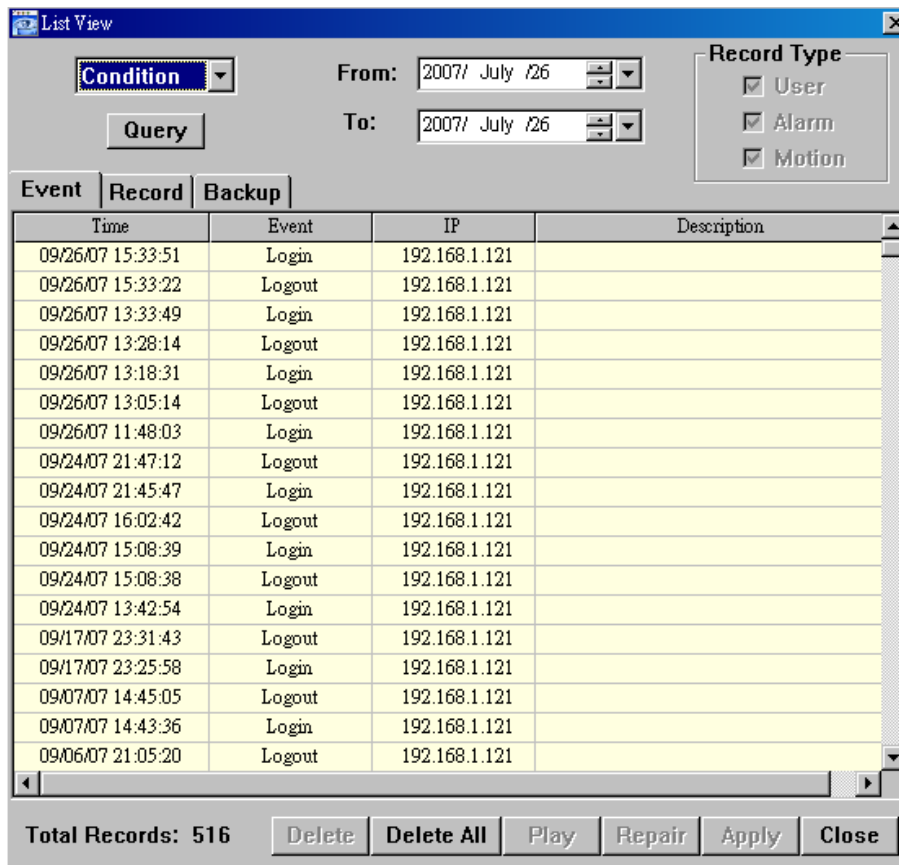 List View
Condition
From: 2007/ July /26
Record Type
User
Query
To: 2007/ July /26
Alarm
Motion
Event Record Backup
Time Event IP Description
09/26/07 15:33:51 Login 192.168.1.121
09/26/07 15:33:22 Logout 192.168.1.121
09/26/07 13:33:49 Login 192.168.1.121
09/26/07 13:28:14 Logout 192.168.1.121
09/26/07 13:18:31 Login 192.168.1.121
09/26/07 13:05:14 Logout 192.168.1.121
09/26/07 11:48:03 Login 192.168.1.121
09/24/07 21:47:12 Logout 192.168.1.121
09/24/07 21:45:47 Login 192.168.1.121
09/24/07 16:02:42 Logout 192.168.1.121
09/24/07 15:08:39 Login 192.168.1.121
09/24/07 15:08:38 Logout 192.168.1.121
09/24/07 13:42:54 Login 192.168.1.121
09/17/07 23:31:43 Logout 192.168.1.121
09/17/07 23:25:58 Login 192.168.1.121
09/07/07 14:45:05 Logout 192.168.1.121
09/07/07 14:43:36 Login 192.168.1.121
09/06/07 21:05:20 Logout 192.168.1.121
Total Records: 516 Delete Delete All Play Repair Apply Close